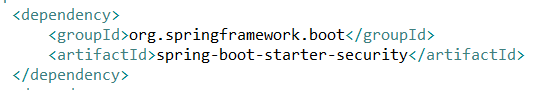 <dependency>
<groupId>org.springframework.boot</groupId>
<artifactId>spring-boot-starter-security</artifactId>
</dependency>